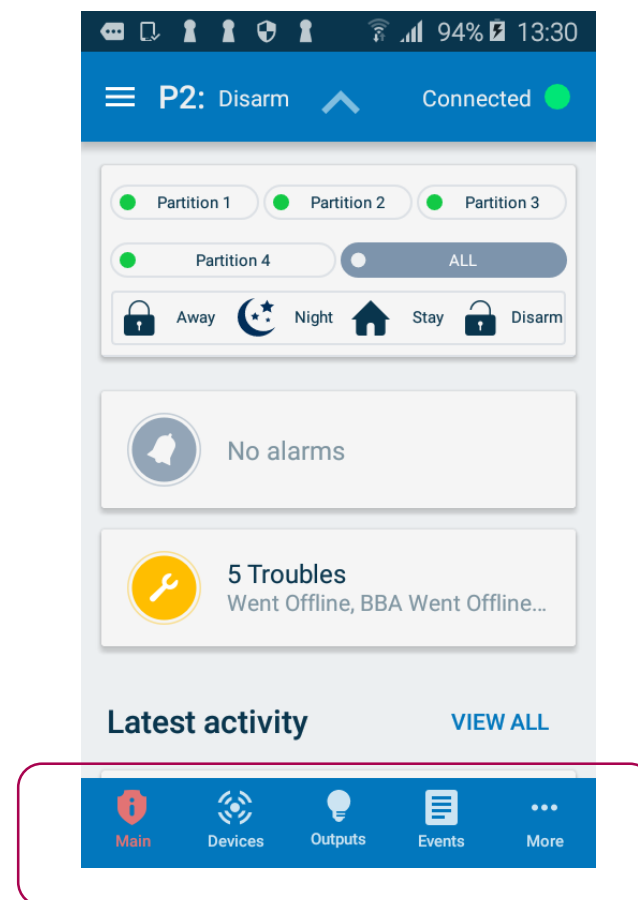 94% 13:30
P2: Disarm Connected
Partition 1 Partition 2 Partition 3
Partition 4 ALL
Away Night Stay Disarm
No alarms
5 Troubles
Went Offline, BBA Went Offline...
Latest activity VIEW ALL
Main Devices Outputs Events More